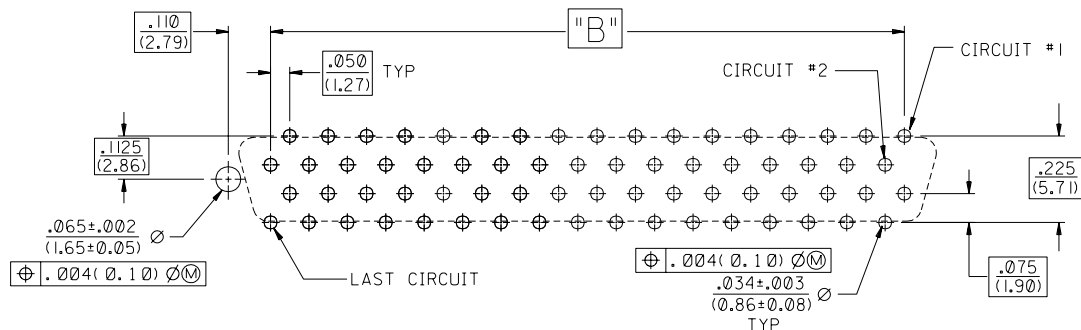 .110
(2.79)
"B"
.050
(1.27)
TYP
CIRCUIT #1
CIRCUIT #2
.1125
(2.86)
.225
(5.71)
.065±.002
(1.65±0.05) Ø
⌖ .004(0.10) Ø Ⓜ
LAST CIRCUIT
⌖ .004(0.10) Ø Ⓜ
.034±.003
(0.86±0.08) Ø
TYP
.075
(1.90)